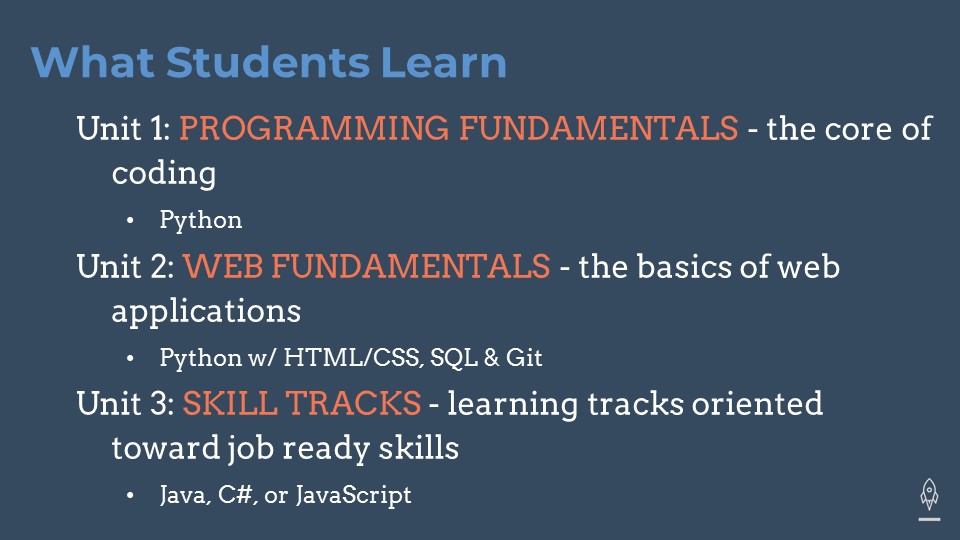 What Students Learn
Unit 1: PROGRAMMING FUNDAMENTALS - the core of
coding
• Python
Unit 2: WEB FUNDAMENTALS - the basics of web
applications
• Python w/ HTML/CSS, SQL & Git
Unit 3: SKILL TRACKS - learning tracks oriented
toward job ready skills
• Java, C#, or JavaScript